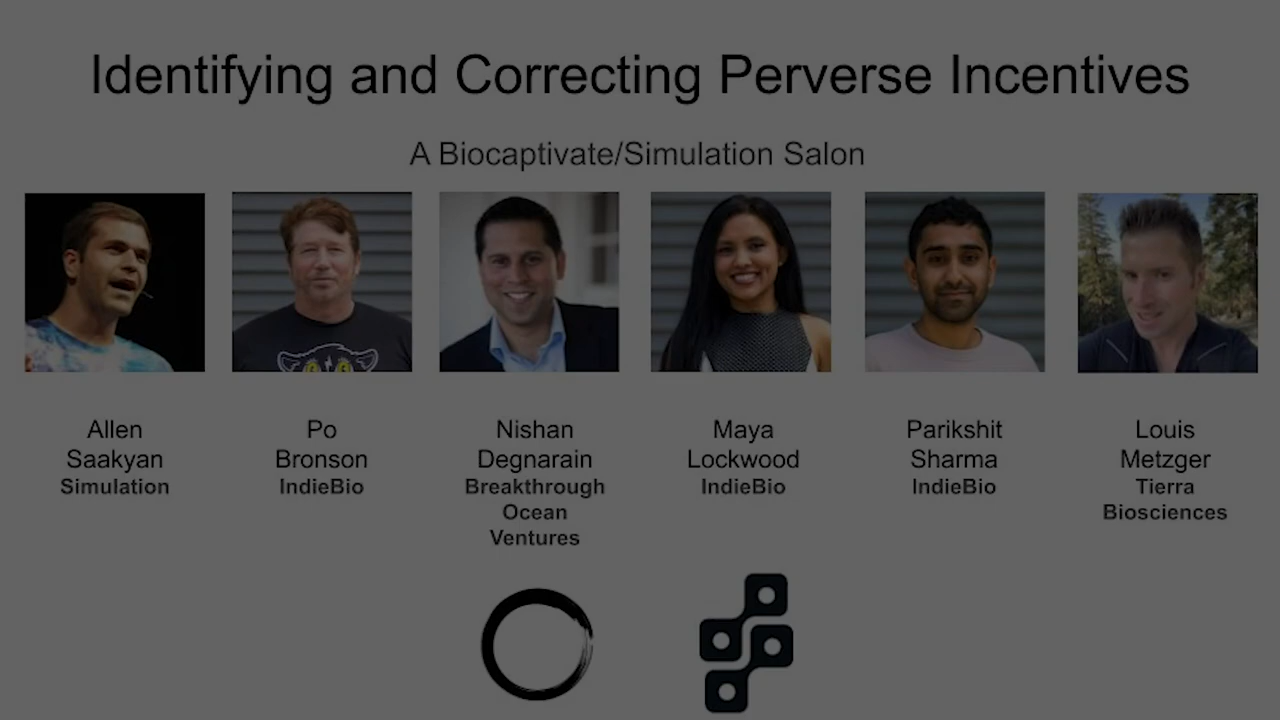 Identifying and Correcting Perverse Incentives
A Biocaptivate/Simulation Salon
Allen
Saakyan
Simulation
Po
Bronson
IndieBio
Nishan
Degnarain
Breakthrough
Ocean
Ventures
Maya
Lockwood
IndieBio
Parikshit
Sharma
IndieBio
Louis
Metzger
Tierra
Biosciences